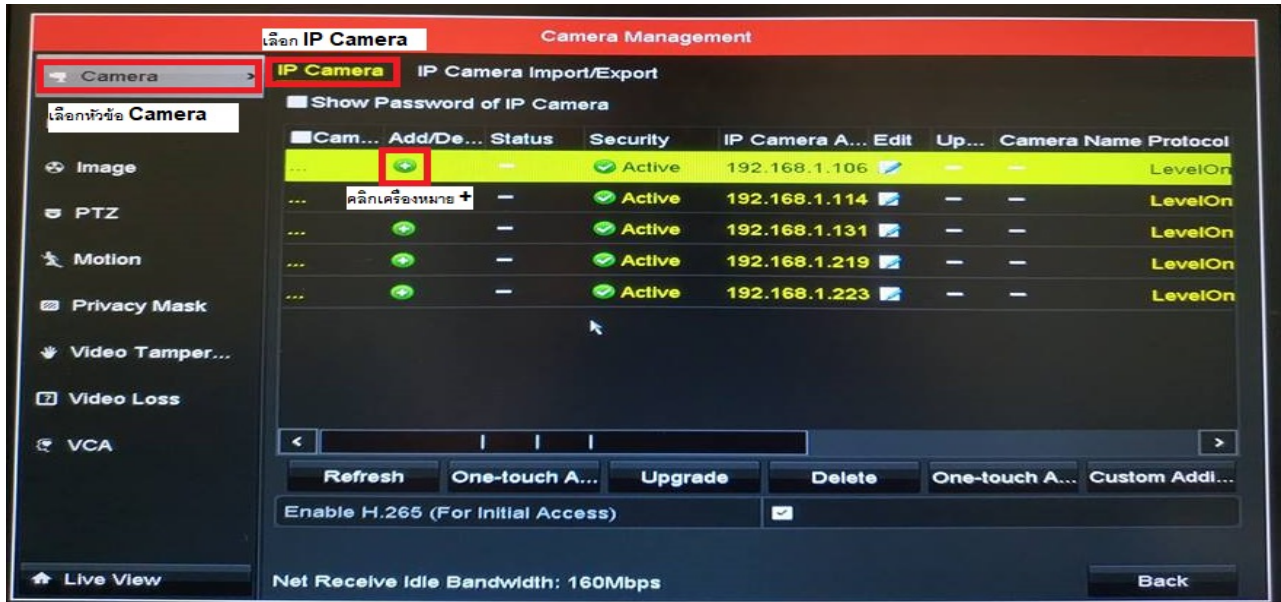 เลือก IP Camera
Camera Management
Camera >
IP Camera IP Camera Import/Export
เลือกหัวข้อ Camera
Show Password of IP Camera
Cam... Add/De... Status Security IP Camera A... Edit Up... Camera Name Protocol
Image
... — Active 192.168.1.106 — — LevelOn
คลิกเครื่องหมาย +
PTZ
... — Active 192.168.1.114 — — LevelOn
... — Active 192.168.1.131 — — LevelOn
Motion
... — Active 192.168.1.219 — — LevelOn
... — Active 192.168.1.223 — — LevelOn
Privacy Mask
Video Tamper...
Video Loss
VCA
< >
Refresh One-touch A... Upgrade Delete One-touch A... Custom Addi...
Enable H.265 (For Initial Access)
Live View
Net Receive Idle Bandwidth: 160Mbps
Back